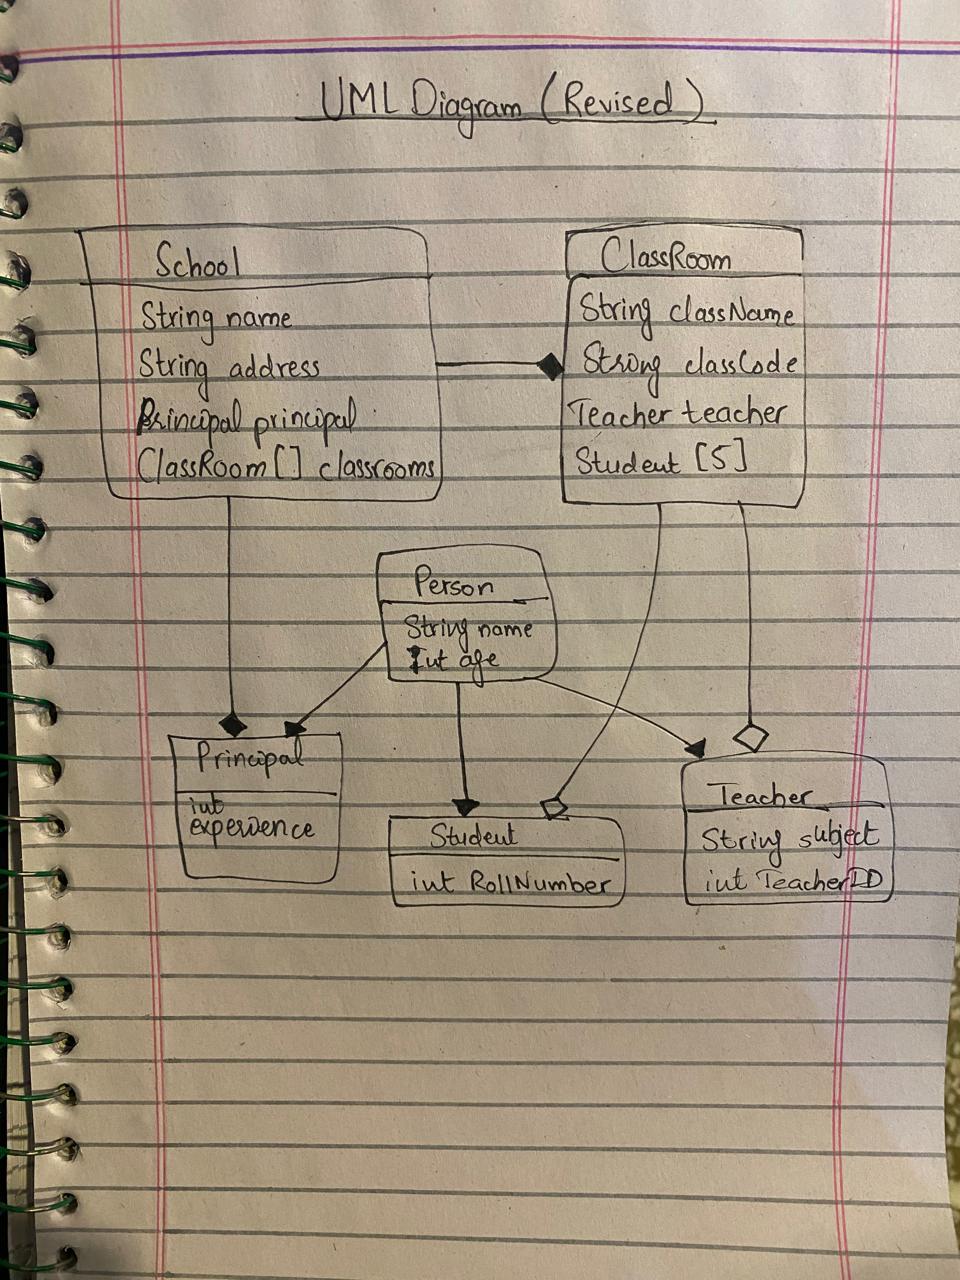 UML Diagram (Revised)
School
String name
String address
Principal principal
ClassRoom [] classrooms
ClassRoom
String className
String classCode
Teacher teacher
Student [5]
Person
String name
Int age
Principal
int
experience
Student
int RollNumber
Teacher
String subject
int TeacherID